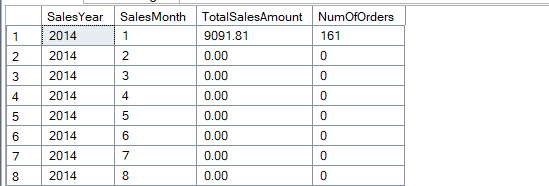 SalesYear SalesMonth TotalSalesAmount NumOfOrders
1 2014 1 9091.81 161
2 2014 2 0.00 0
3 2014 3 0.00 0
4 2014 4 0.00 0
5 2014 5 0.00 0
6 2014 6 0.00 0
7 2014 7 0.00 0
8 2014 8 0.00 0